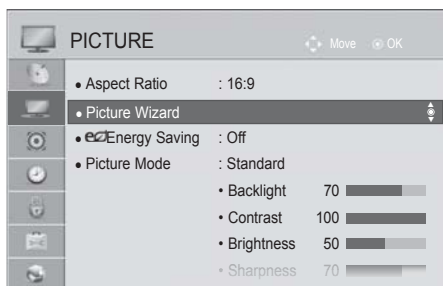 PICTURE Move OK
• Aspect Ratio : 16:9
• Picture Wizard
• eco Energy Saving : Off
• Picture Mode : Standard
• Backlight 70
• Contrast 100
• Brightness 50
• Sharpness 70